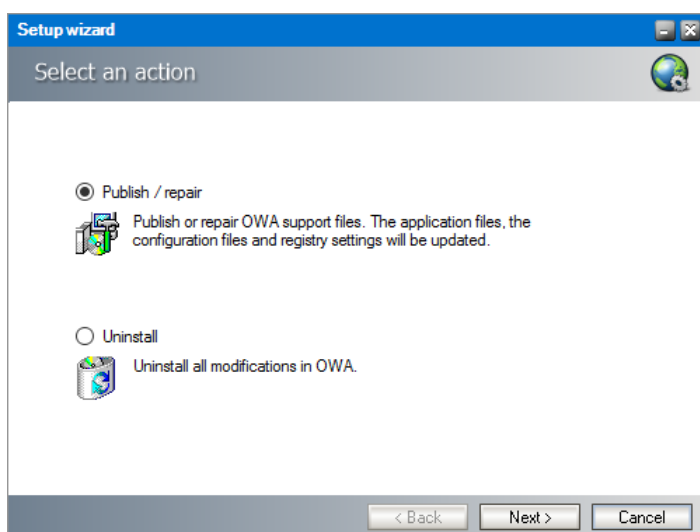 Setup wizard
Select an action
Publish / repair
Publish or repair OWA support files. The application files, the
configuration files and registry settings will be updated.
Uninstall
Uninstall all modifications in OWA.
< Back
Next >
Cancel